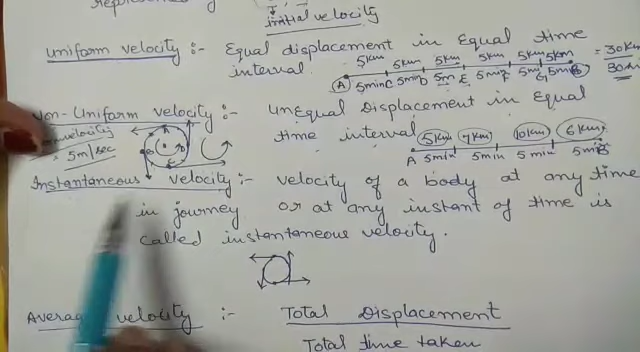 initial velocity
Uniform velocity :- Equal displacement in Equal time
interval.
5km 5km 5km 5km 5km 5km
A 5min C 5min D 5m E 5min F 5min G 5min B
= 30Km
Non-Uniform velocity :- UnEqual Displacement in Equal
time interval
5Km 7Km 10Km 6Km
A 5min 5min 5min 5min B
velocity
= 5m/sec
Instantaneous velocity :- velocity of a body at any time
in journey or at any instant of time is
called instantaneous velocity.
Average velocity :- Total Displacement
Total time taken